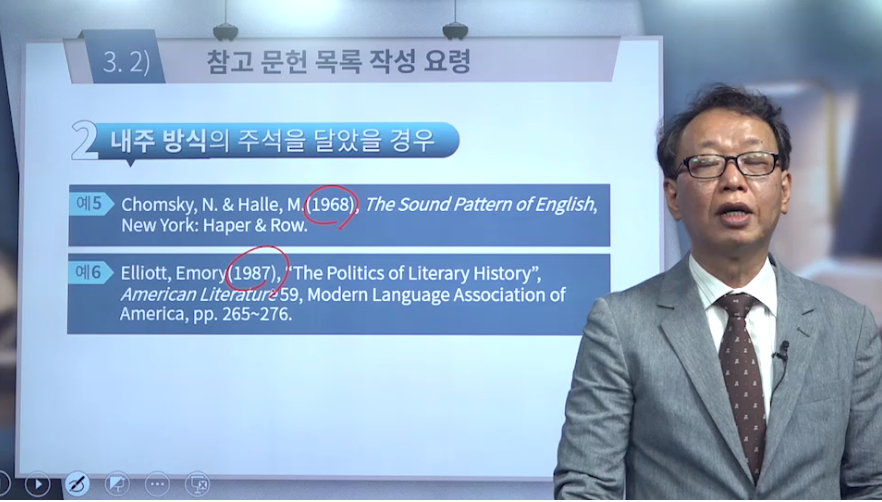 3. 2)
참고 문헌 목록 작성 요령
2 내주 방식의 주석을 달았을 경우
예5
Chomsky, N. & Halle, M.(1968), The Sound Pattern of English,
New York: Haper & Row.
예6
Elliott, Emory(1987), “The Politics of Literary History”,
American Literature 59, Modern Language Association of
America, pp. 265~276.